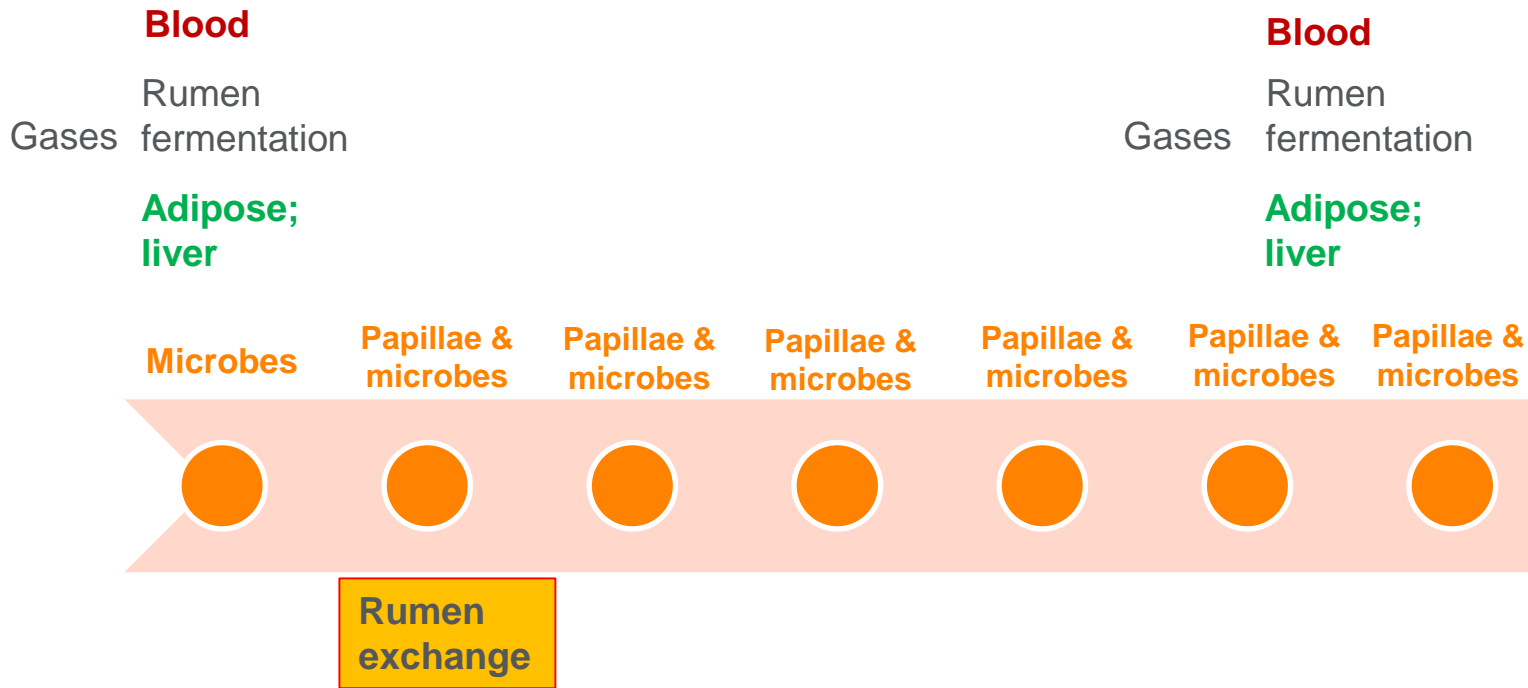 Blood
Rumen
Gases fermentation
Adipose;
liver
Blood
Rumen
Gases fermentation
Adipose;
liver
Microbes
Papillae &
microbes
Papillae &
microbes
Papillae &
microbes
Papillae &
microbes
Papillae &
microbes
Papillae &
microbes
Rumen
exchange